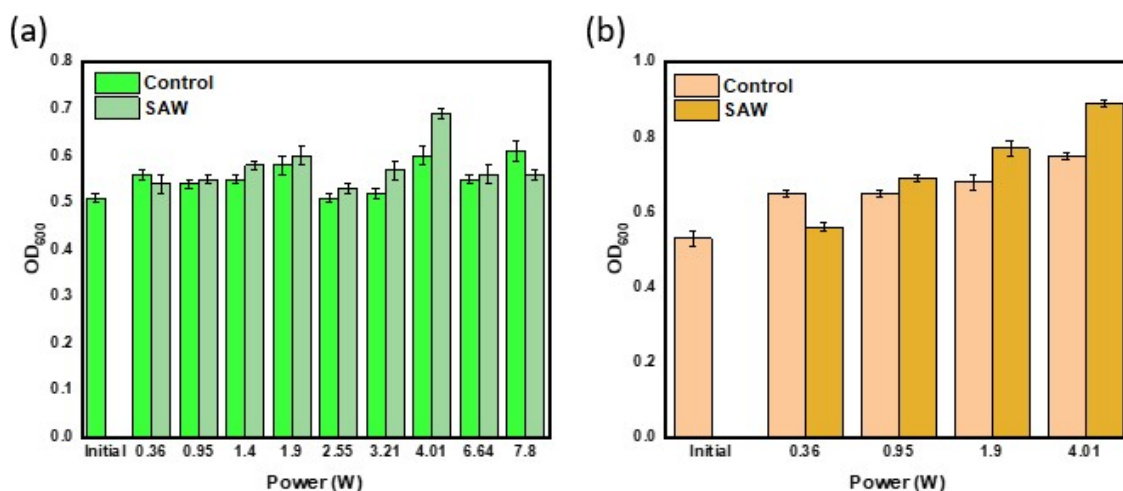 (a)
0.8
0.7
0.6
0.5
0.4
0.3
0.2
0.1
0.0
OD600
Control
SAW
Initial 0.36 0.95 1.4 1.9 2.55 3.21 4.01 6.64 7.8
Power (W)
(b)
1.0
0.8
0.6
0.4
0.2
0.0
OD600
Control
SAW
Initial 0.36 0.95 1.9 4.01
Power (W)